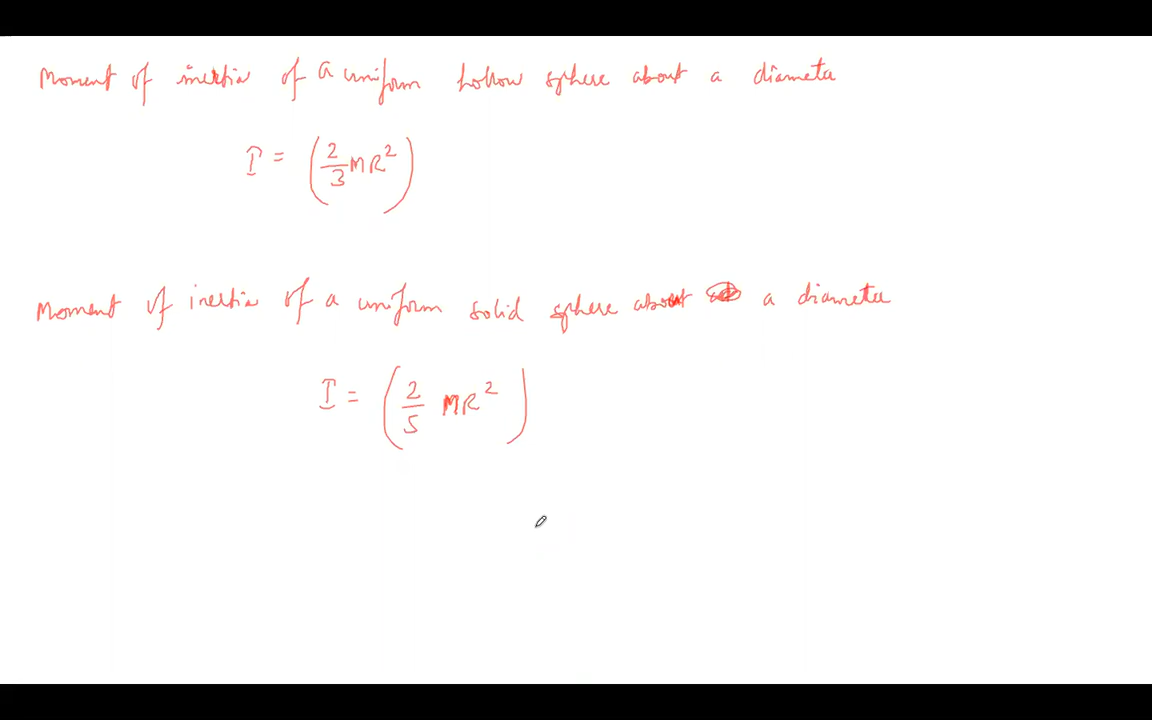 Moment of inertia of a uniform hollow sphere about a diameter
I = (2/3 MR²)
Moment of inertia of a uniform solid sphere about a diameter
I = (2/5 MR²)